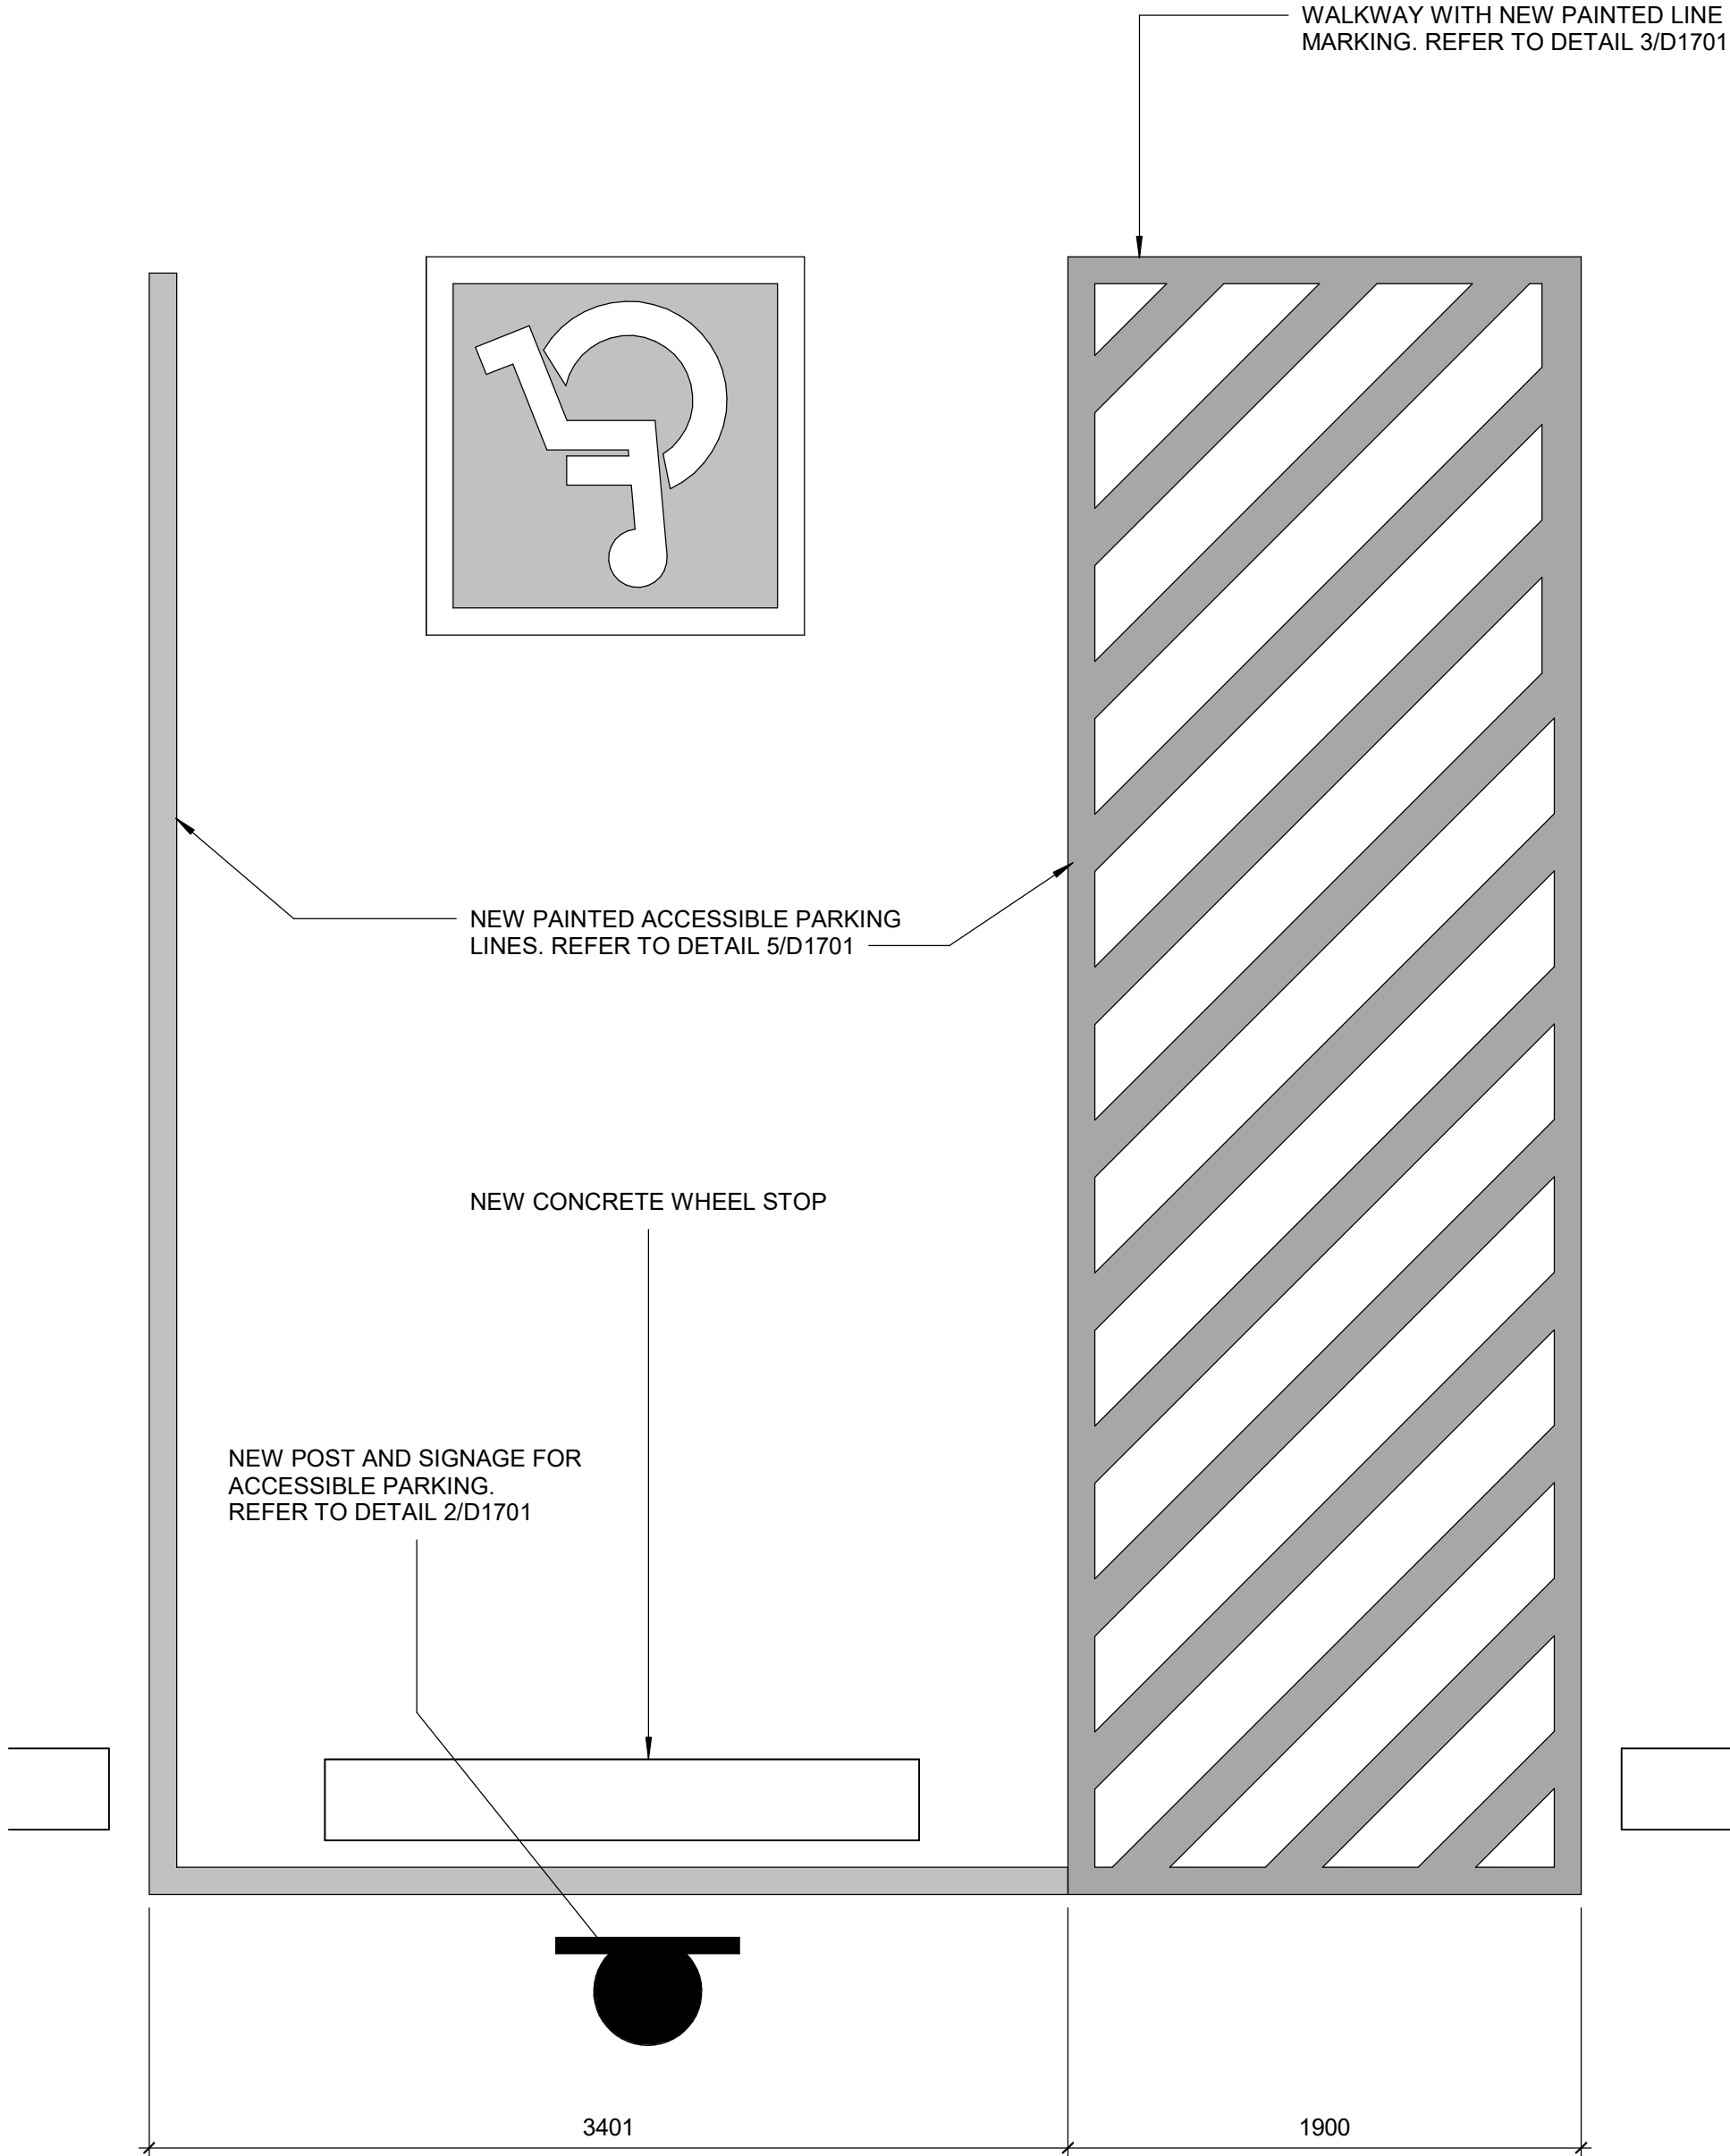 WALKWAY WITH NEW PAINTED LINE
MARKING. REFER TO DETAIL 3/D1701
NEW PAINTED ACCESSIBLE PARKING
LINES. REFER TO DETAIL 5/D1701
NEW CONCRETE WHEEL STOP
NEW POST AND SIGNAGE FOR
ACCESSIBLE PARKING.
REFER TO DETAIL 2/D1701
3401
1900